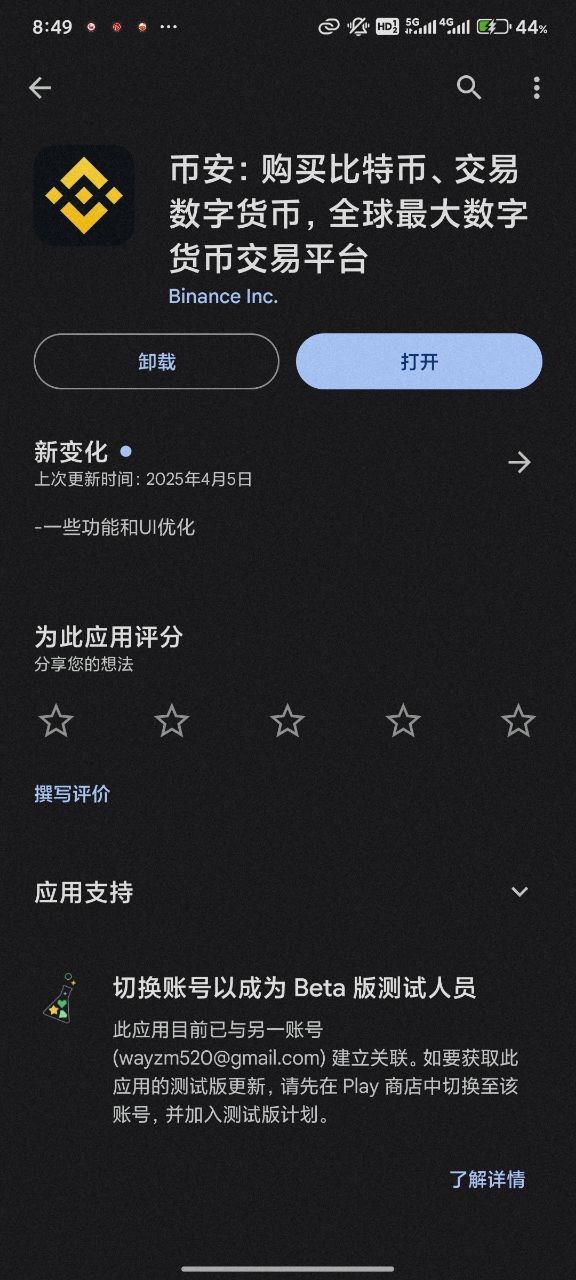 8:49
HD 5G 4G 44%
币安：购买比特币、交易
数字货币，全球最大数字
货币交易平台
Binance Inc.
卸载
打开
新变化
上次更新时间：2025年4月5日
-一些功能和UI优化
为此应用评分
分享您的想法
撰写评价
应用支持
切换账号以成为 Beta 版测试人员
此应用目前已与另一账号
(wayzm520@gmail.com) 建立关联。如要获取此
应用的测试版更新，请先在 Play 商店中切换至该
账号，并加入测试版计划。
了解详情